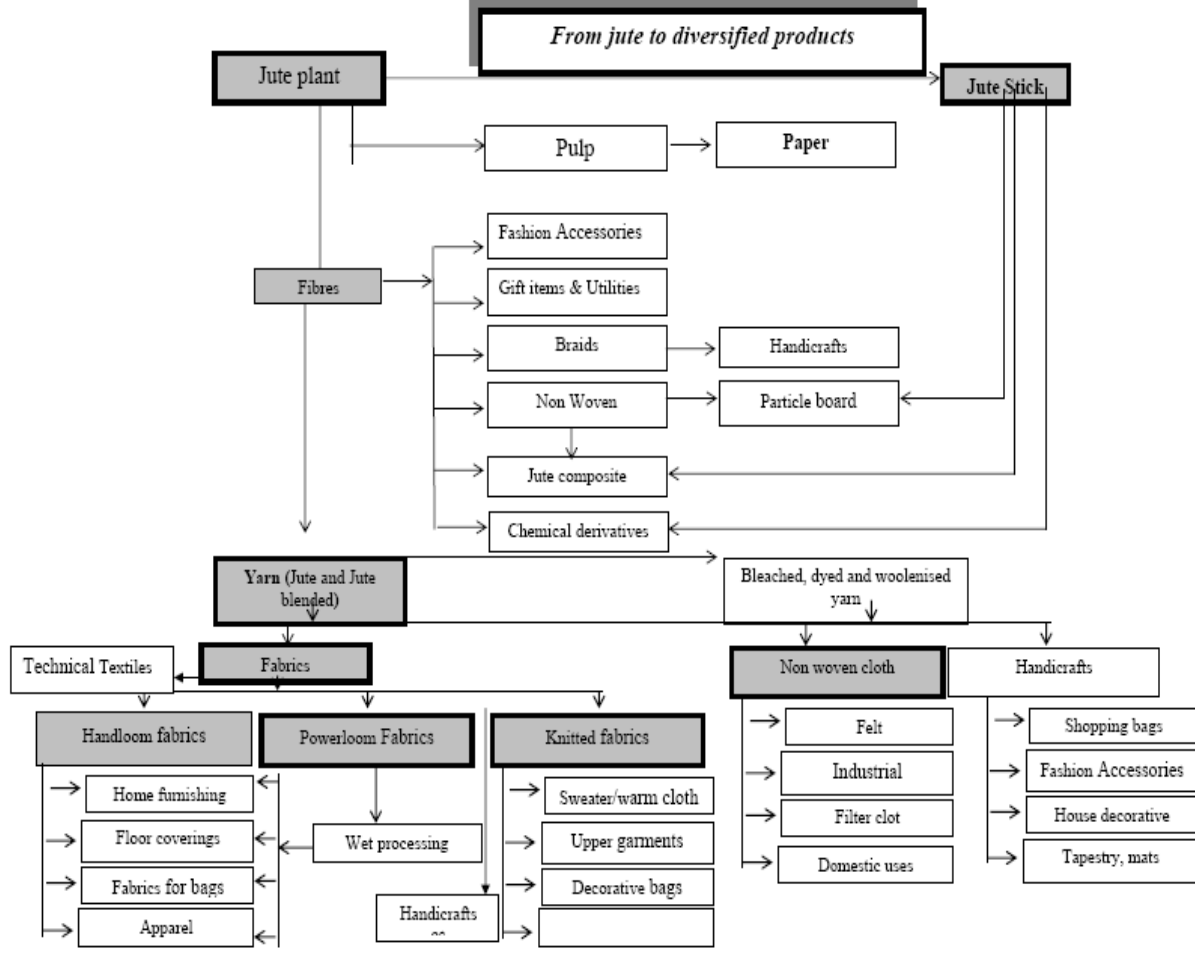 From jute to diversified products
Jute plant
Jute Stick
Pulp
Paper
Fashion Accessories
Fibres
Gift items & Utilities
Braids
Handicrafts
Non Woven
Particle board
Jute composite
Chemical derivatives
Yarn (Jute and Jute
blended)
Bleached, dyed and woolenised
yarn
Technical Textiles
Fabrics
Non woven cloth
Handicrafts
Handloom fabrics
Powerloom Fabrics
Knitted fabrics
Home furnishing
Floor coverings
Fabrics for bags
Apparel
Wet processing
Handicrafts
Sweater/warm cloth
Upper garments
Decorative bags
Felt
Industrial
Filter clot
Domestic uses
Shopping bags
Fashion Accessories
House decorative
Tapestry, mats